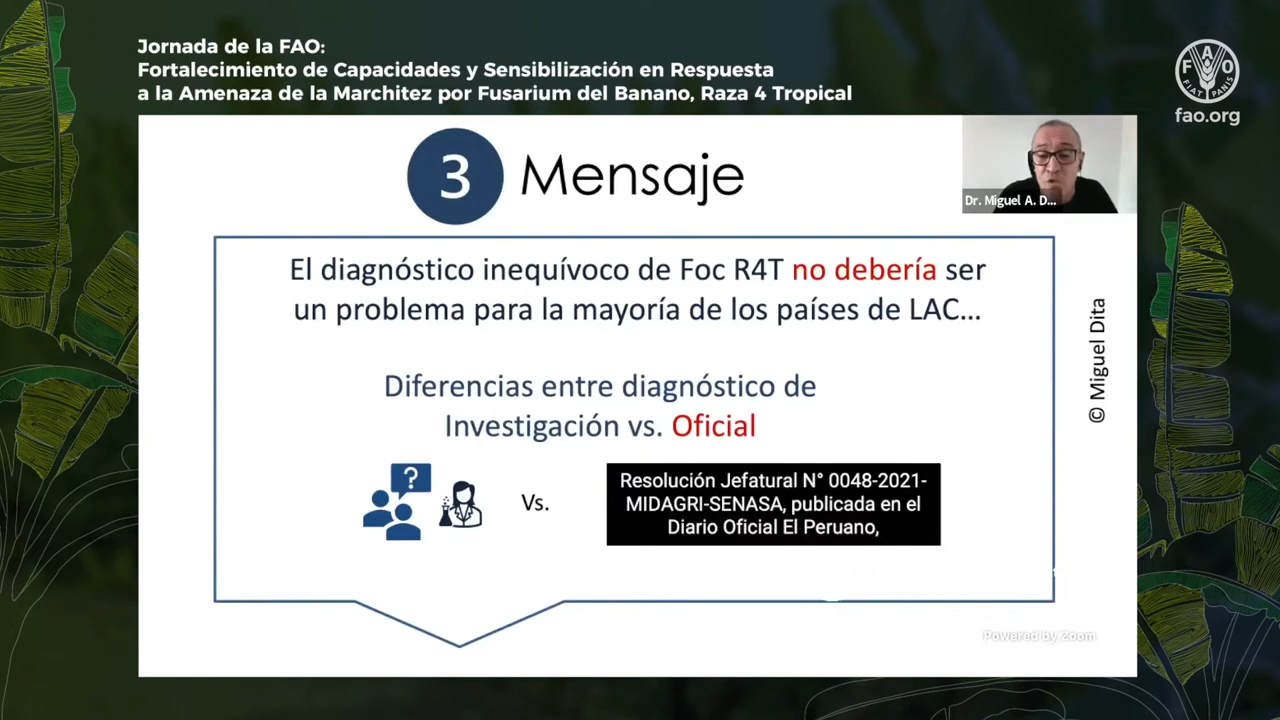 Jornada de la FAO:
Fortalecimiento de Capacidades y Sensibilización en Respuesta
a la Amenaza de la Marchitez por Fusarium del Banano, Raza 4 Tropical
F A O
FIAT PANIS
fao.org
3 Mensaje
Dr. Miguel A. D...
El diagnóstico inequívoco de Foc R4T no debería ser
un problema para la mayoría de los países de LAC...
Diferencias entre diagnóstico de
Investigación vs. Oficial
?
Vs.
Resolución Jefatural N° 0048-2021-
MIDAGRI-SENASA, publicada en el
Diario Oficial El Peruano,
© Miguel Dita
Powered by Zoom